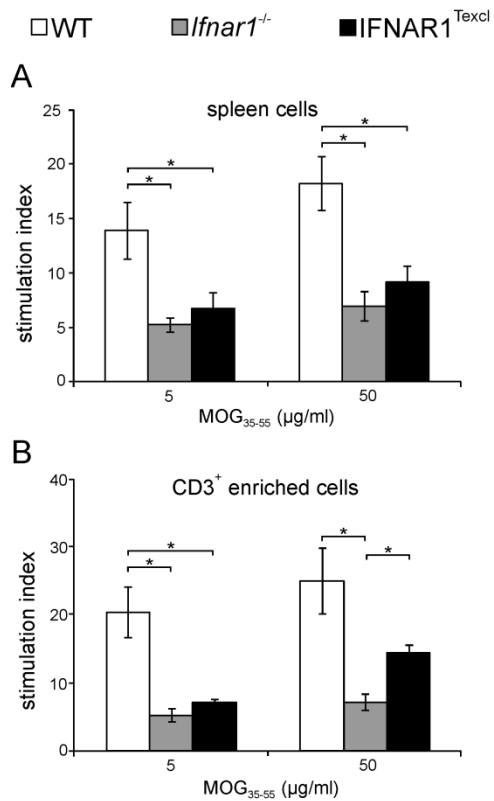 WT Ifnar1-/- IFNAR1Texcl
A
spleen cells
* * * *
25
20
15
10
5
0
stimulation index
5 50
MOG35-55 (µg/ml)
B
CD3+ enriched cells
* * * *
40
30
20
10
0
stimulation index
5 50
MOG35-55 (µg/ml)